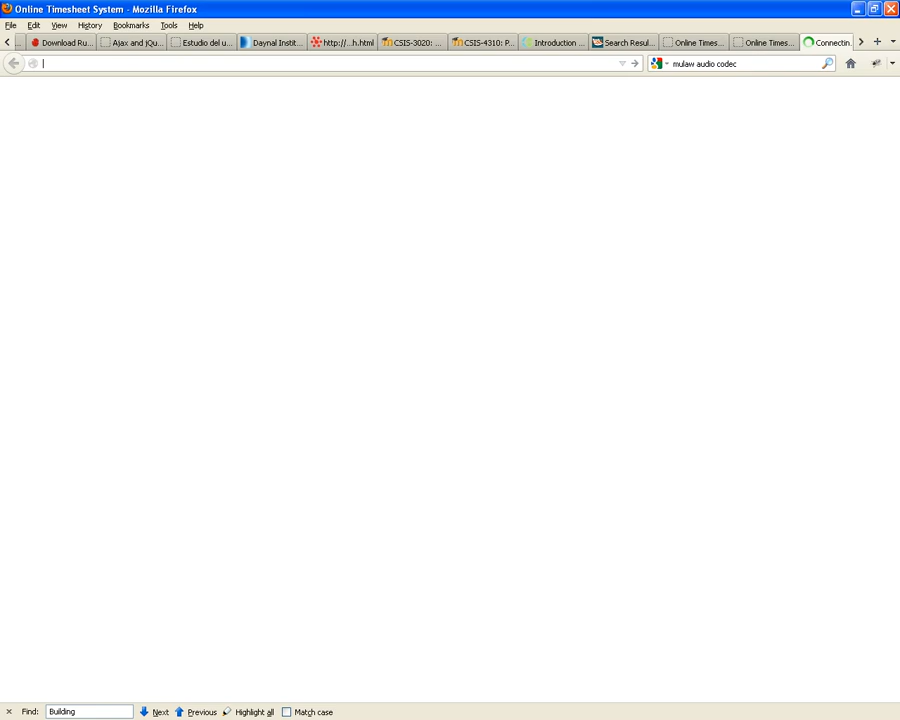 Online Timesheet System - Mozilla Firefox
File Edit View History Bookmarks Tools Help
... Download Ru... Ajax and jQu... Estudio del u... Daynal Instit... http://...h.html CSIS-3020: ... CSIS-4310: P... Introduction ... Search Resul... Online Times... Online Times... Connectin...
mulaw audio codec
Find: Building Next Previous Highlight all Match case